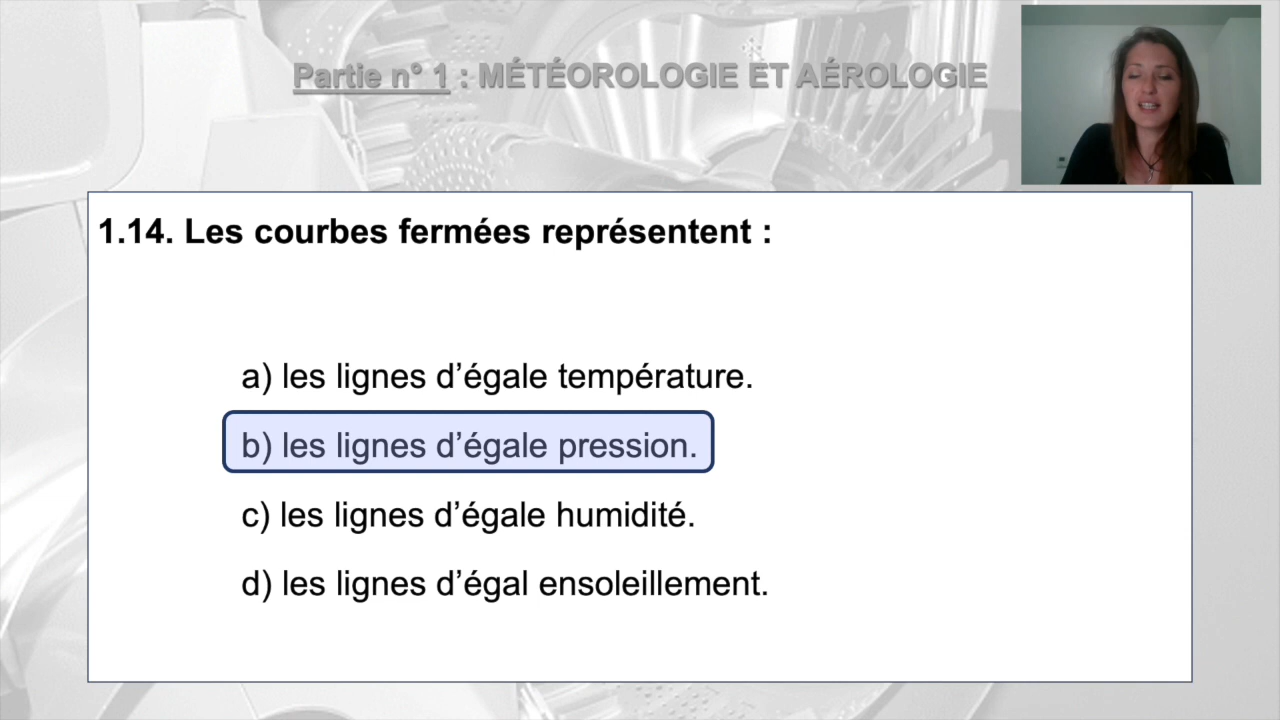 Partie n° 1 : MÉTÉOROLOGIE ET AÉROLOGIE
1.14. Les courbes fermées représentent :
a) les lignes d’égale température.
b) les lignes d’égale pression.
c) les lignes d’égale humidité.
d) les lignes d’égal ensoleillement.